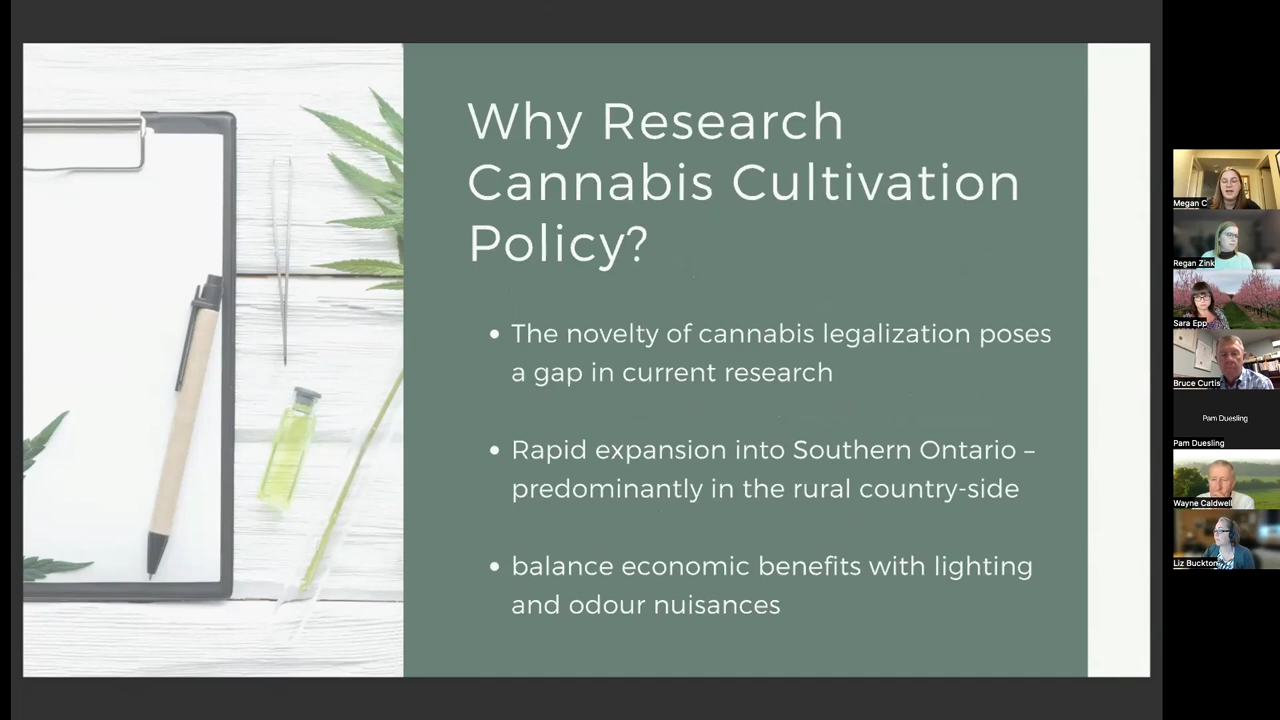 Why Research
Cannabis Cultivation
Policy?
• The novelty of cannabis legalization poses
a gap in current research
• Rapid expansion into Southern Ontario –
predominantly in the rural country-side
• balance economic benefits with lighting
and odour nuisances
Megan C
Regan Zink
Sara Epp
Bruce Curtis
Pam Duesling
Pam Duesling
Wayne Caldwell
Liz Buckton